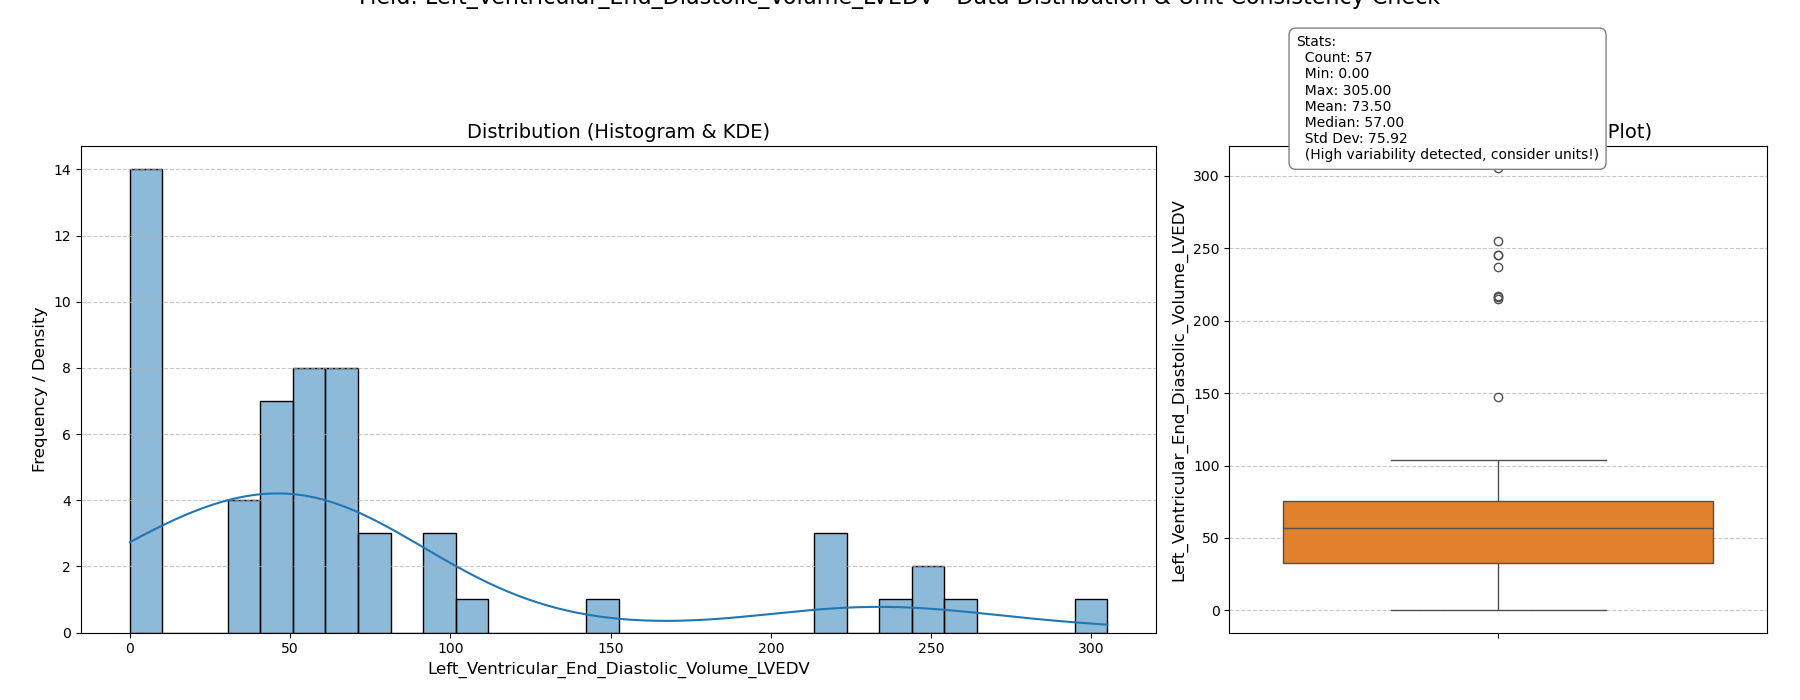 Field: Left_Ventricular_End_Diastolic_Volume_LVEDV - Data Distribution & Unit Consistency Check
Stats:
Count: 57
Min: 0.00
Max: 305.00
Mean: 73.50
Median: 57.00
Std Dev: 75.92
(High variability detected, consider units!)
Distribution (Histogram & KDE)
Plot)
Frequency / Density
14
12
10
8
6
4
2
0
0
50
100
150
200
250
300
Left_Ventricular_End_Diastolic_Volume_LVEDV
Left_Ventricular_End_Diastolic_Volume_LVEDV
300
250
200
150
100
50
0